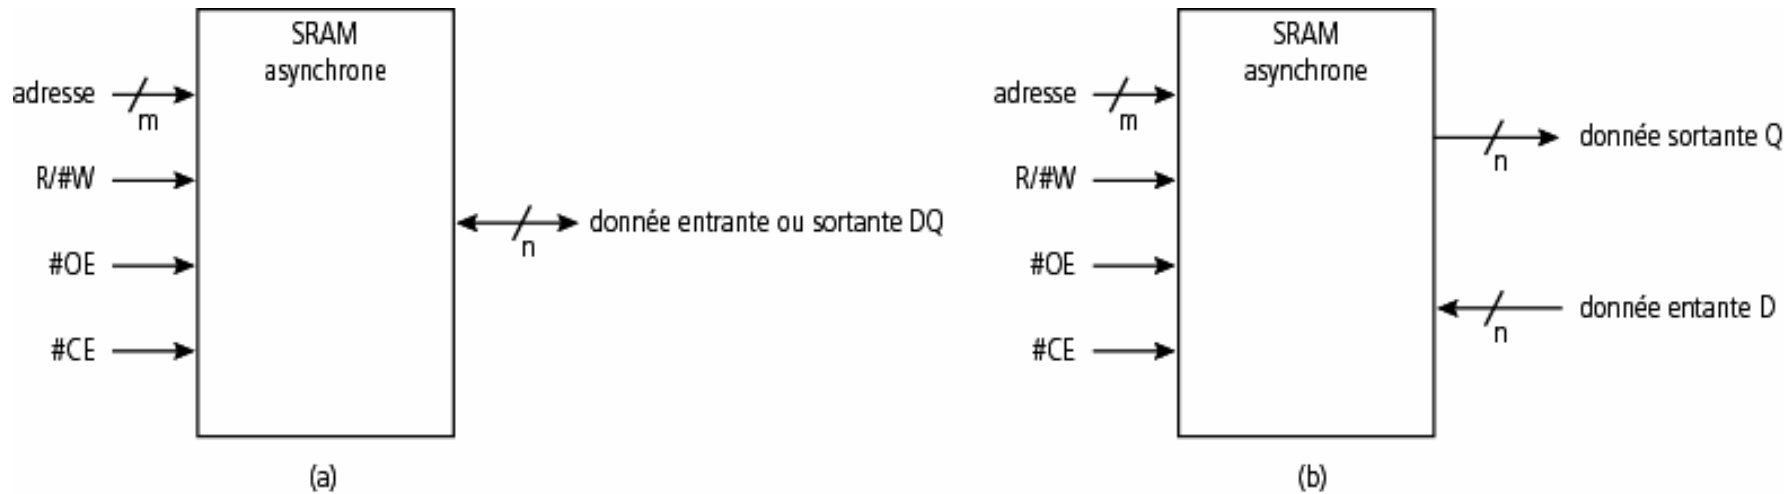 SRAM
asynchrone
adresse
m
R/#W
#OE
#CE
n
donnée entrante ou sortante DQ
(a)
SRAM
asynchrone
adresse
m
R/#W
#OE
#CE
n
donnée sortante Q
n
donnée entante D
(b)